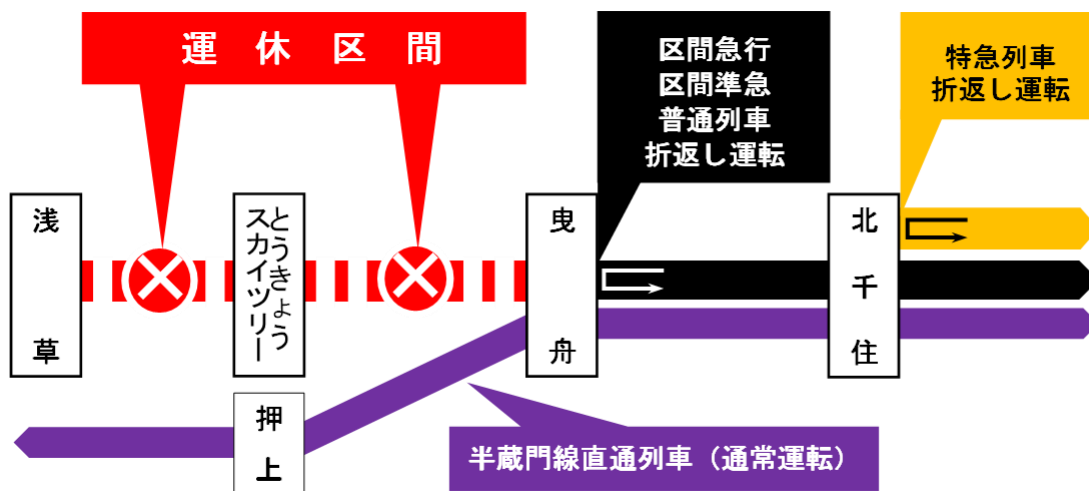 運休区間
区間急行
区間準急
普通列車
折返し運転
特急列車
折返し運転
浅草
とうきょう
スカイツリー
曳舟
北千住
押上
半蔵門線直通列車（通常運転）